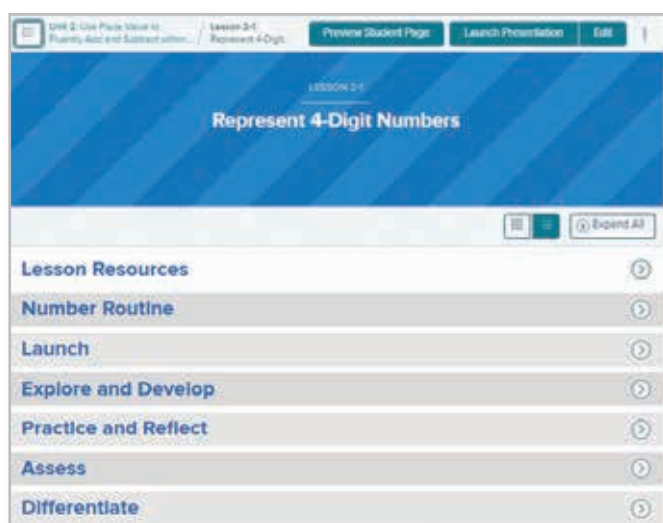 Unit 2: Use Place Value to
Fluently Add and Subtract within...
/
Lesson 2-1
Represent 4-Digit...
Preview Student Page
Launch Presentation
Edit
LESSON 2-1
Represent 4-Digit Numbers
Expand All
Lesson Resources
Number Routine
Launch
Explore and Develop
Practice and Reflect
Assess
Differentiate